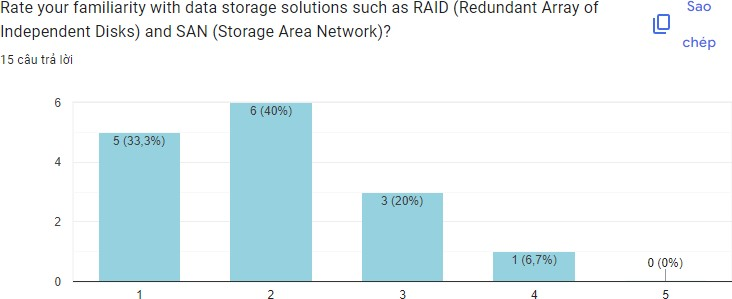 Rate your familiarity with data storage solutions such as RAID (Redundant Array of
Independent Disks) and SAN (Storage Area Network)?
Sao
chép
15 câu trả lời
6
4
2
0
5 (33,3%)
6 (40%)
3 (20%)
1 (6,7%)
0 (0%)
1
2
3
4
5